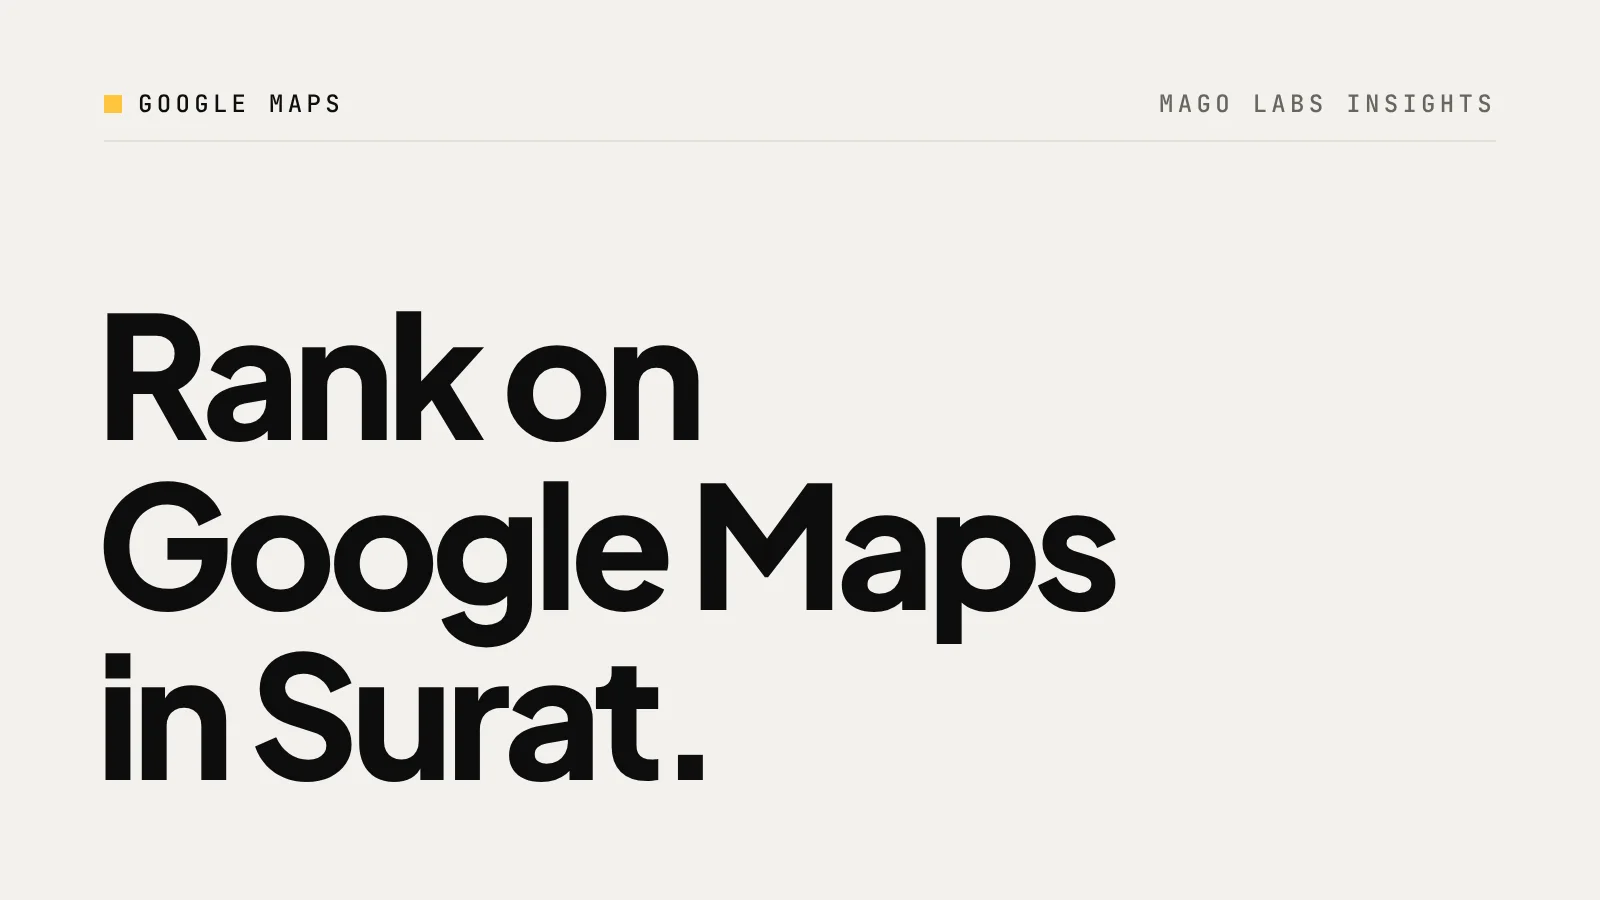 GOOGLE MAPS
MAGO LABS INSIGHTS
Rank on
Google Maps
in Surat.